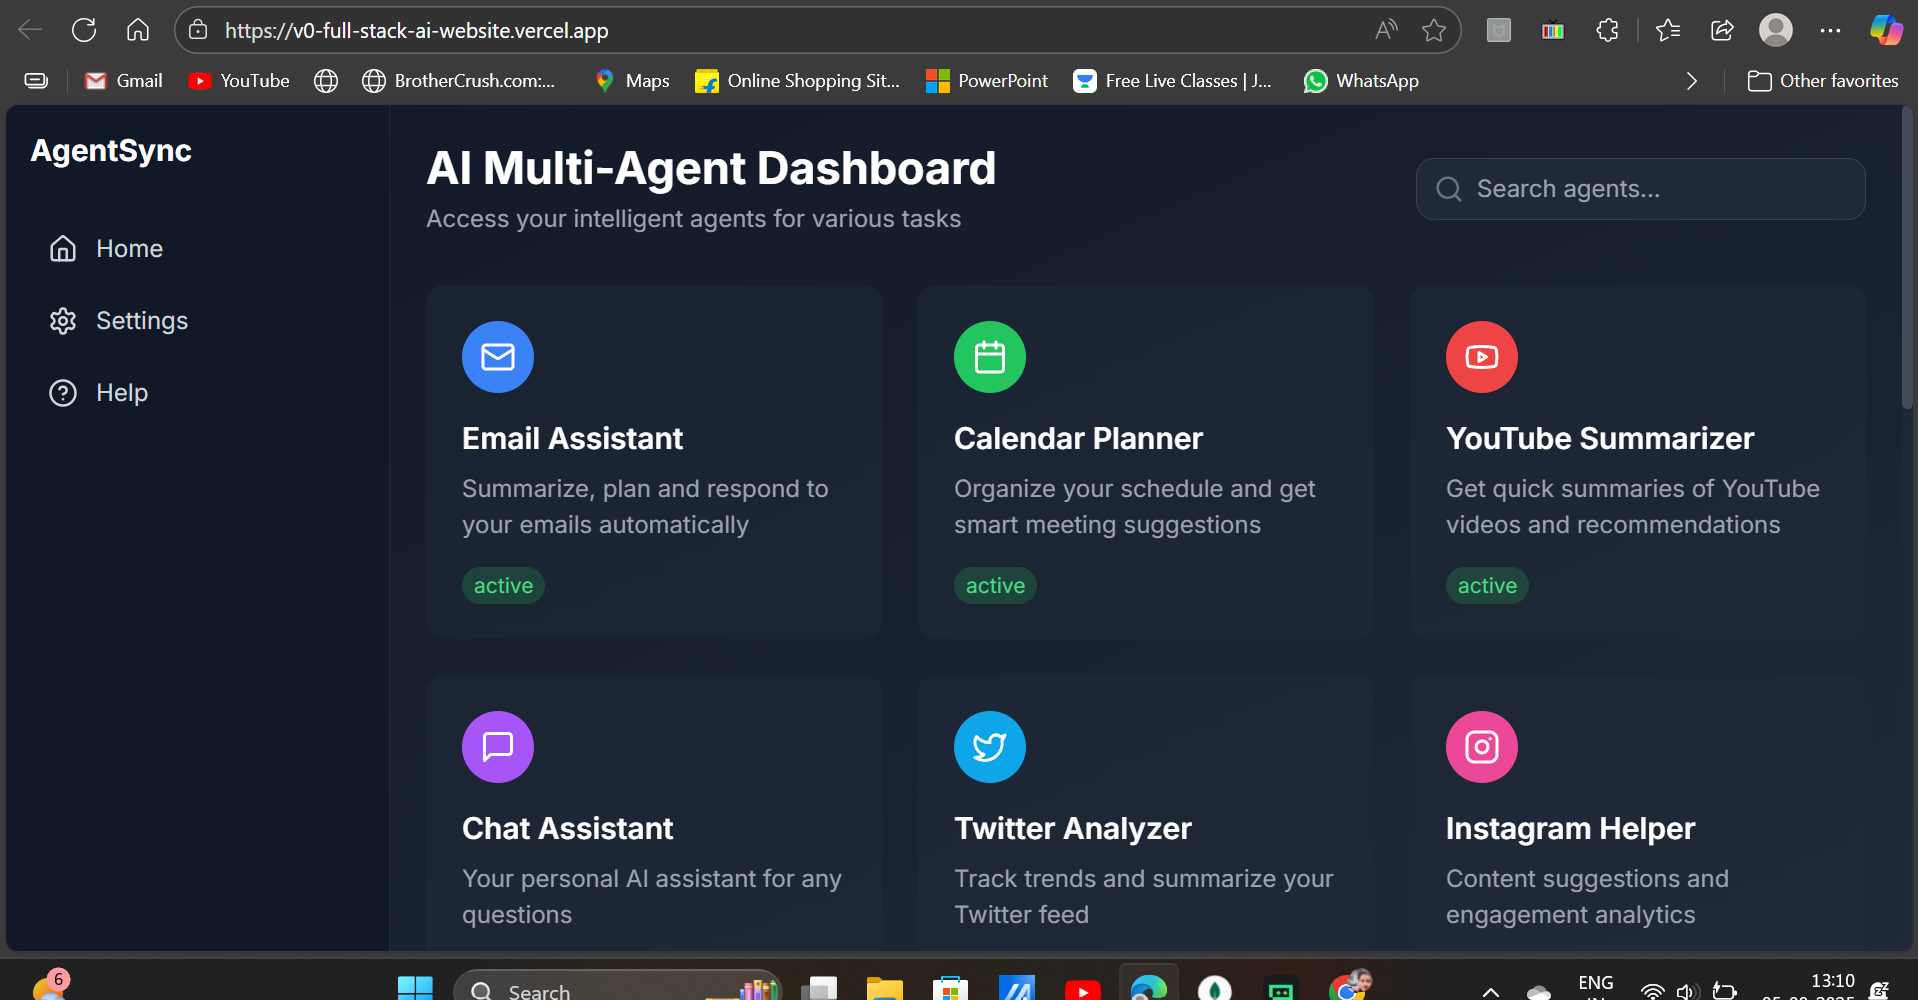 https://v0-full-stack-ai-website.vercel.app
Gmail
YouTube
BrotherCrush.com:...
Maps
Online Shopping Sit...
PowerPoint
Free Live Classes | J...
WhatsApp
Other favorites
AgentSync
Home
Settings
Help
AI Multi-Agent Dashboard
Access your intelligent agents for various tasks
Search agents...
Email Assistant
Summarize, plan and respond to
your emails automatically
active
Calendar Planner
Organize your schedule and get
smart meeting suggestions
active
YouTube Summarizer
Get quick summaries of YouTube
videos and recommendations
active
Chat Assistant
Your personal AI assistant for any
questions
Twitter Analyzer
Track trends and summarize your
Twitter feed
Instagram Helper
Content suggestions and
engagement analytics
6
Search
ENG
13:10